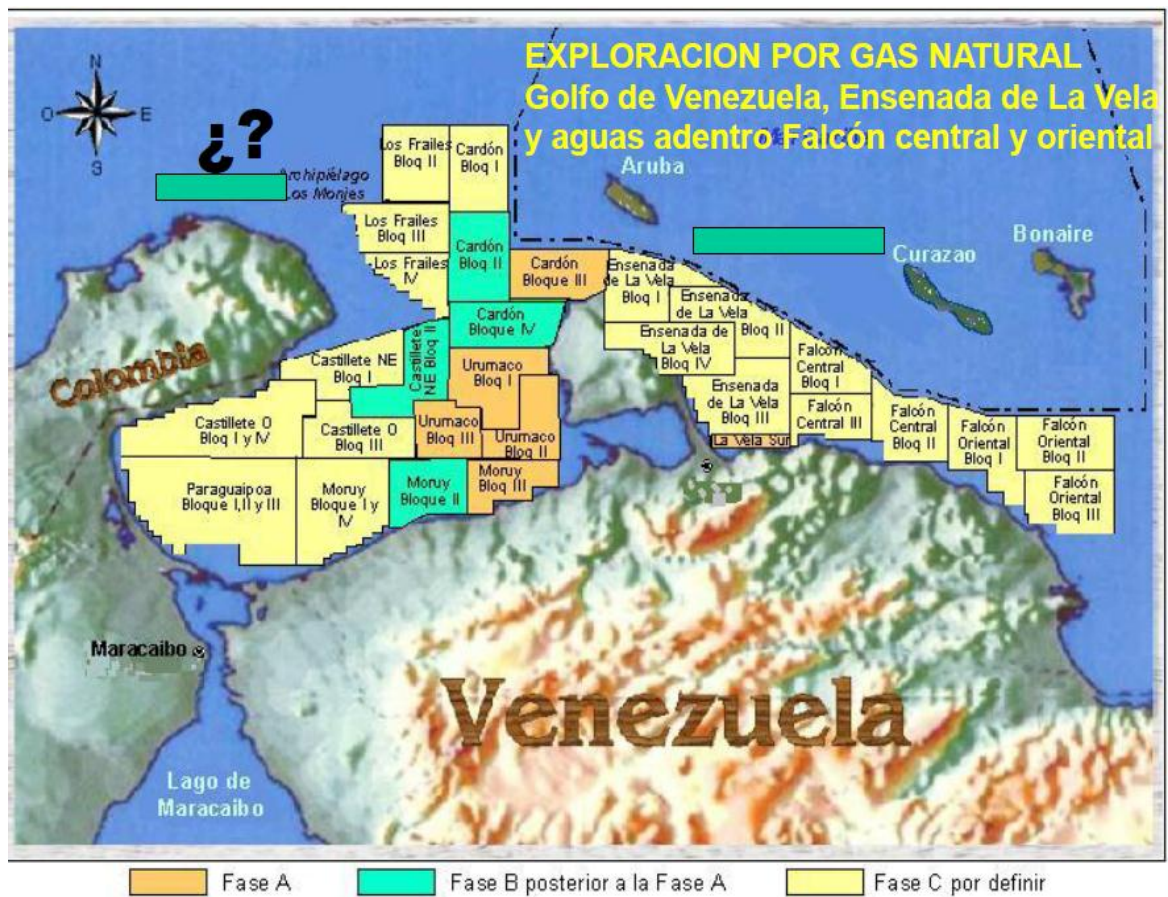 EXPLORACION POR GAS NATURAL
Golfo de Venezuela, Ensenada de La Vela
y aguas adentro Falcón central y oriental
N
O
E
S
¿?
Archipiélago
Los Monjes
Los Frailes
Bloq II
Cardón
Bloq I
Aruba
Curazao
Bonaire
Los Frailes
Bloq III
Los Frailes
IV
Cardón
Bloq II
Cardón
Bloque III
Cardón
Bloque IV
Ensenada
de La Vela
Bloq I
Ensenada
de La Vela
Bloq II
Ensenada de
La Vela
Bloq IV
Ensenada
de La Vela
Bloq III
La Vela Sur
Falcón
Central
Bloq I
Falcón
Central III
Falcón
Central
Bloq II
Falcón
Oriental
Bloq I
Falcón
Oriental
Bloq II
Falcón
Oriental
Bloq III
Colombia
Castillete NE
Bloq I
Castillete
NE Bloq II
Urumaco
Bloq I
Castillete O
Bloq I y IV
Castillete O
Bloq III
Urumaco
Bloq III
Urumaco
Bloq II
Paraguaipoa
Bloque I,II y III
Moruy
Bloque I y
IV
Moruy
Bloque II
Moruy
Bloq III
Maracaibo
Venezuela
Lago de
Maracaibo
Fase A
Fase B posterior a la Fase A
Fase C por definir